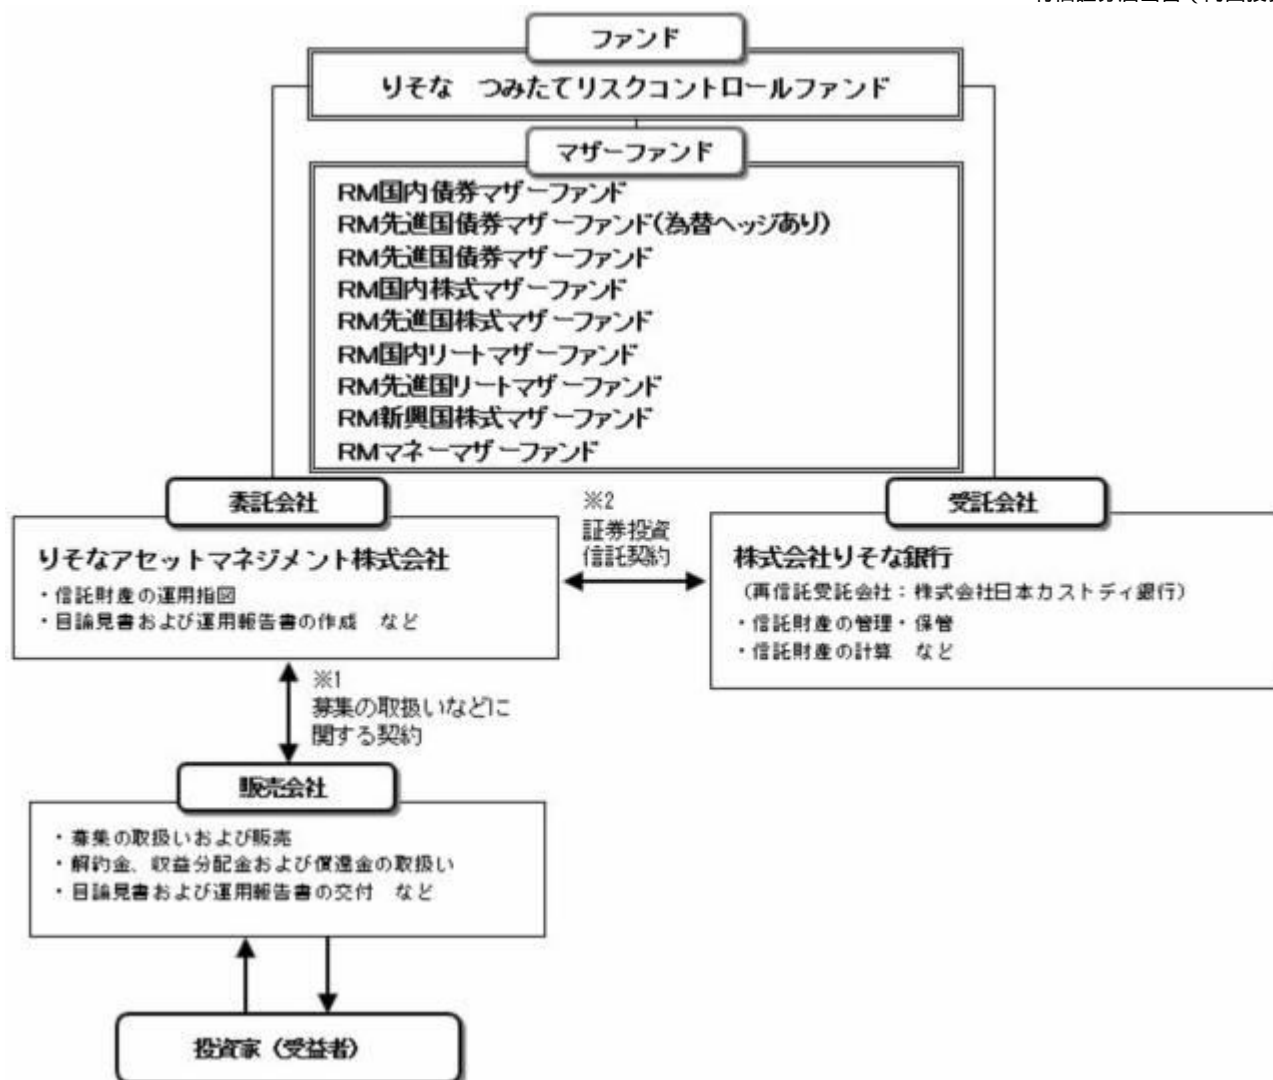 ファンド
りそな つみたてリスクコントロールファンド
マザーファンド
RM国内債券マザーファンド
RM先進国債券マザーファンド(為替ヘッジあり)
RM先進国債券マザーファンド
RM国内株式マザーファンド
RM先進国株式マザーファンド
RM国内リートマザーファンド
RM先進国リートマザーファンド
RM新興国株式マザーファンド
RMマネーマザーファンド
委託会社
りそなアセットマネジメント株式会社
・信託財産の運用指図
・目論見書および運用報告書の作成 など
※2
証券投資
信託契約
受託会社
株式会社りそな銀行
(再信託受託会社：株式会社日本カストディ銀行)
・信託財産の管理・保管
・信託財産の計算 など
※1
募集の取扱いなどに
関する契約
販売会社
・募集の取扱いおよび販売
・解約金、収益分配金および償還金の取扱い
・目論見書および運用報告書の交付 など
投資家（受益者）